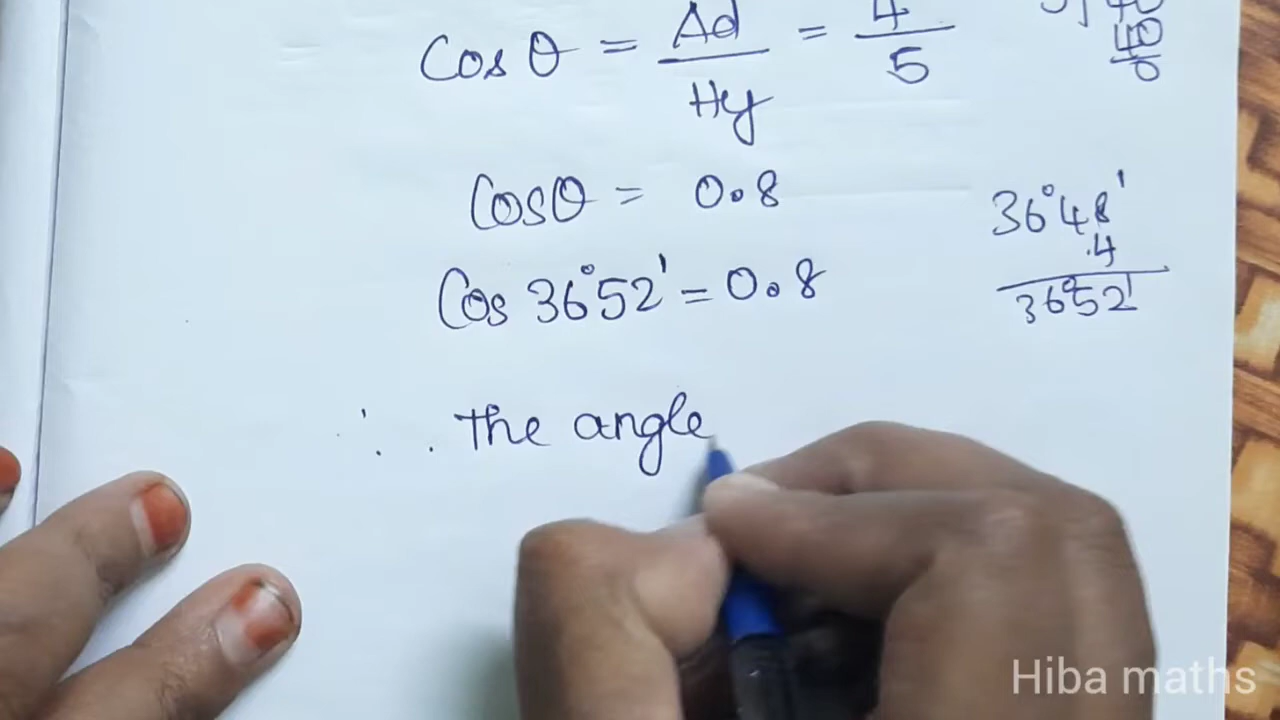 Cos θ = Ad / Hy = 4 / 5
Cosθ = 0.8
Cos 36°52' = 0.8
36°48'
4
36°52'
∴ The angle
Hiba maths